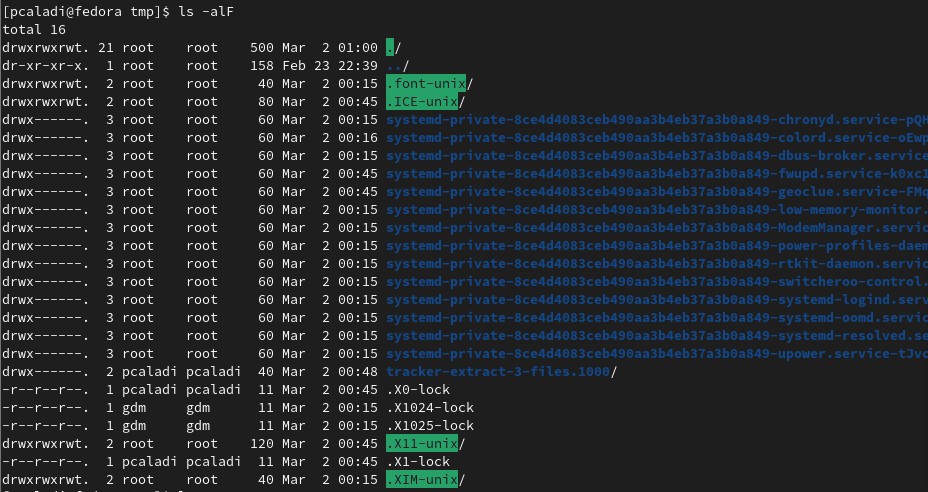 [pcaladi@fedora tmp]$ ls -alF
total 16
drwxrwxrwt. 21 root    root    500 Mar  2 01:00 ./
dr-xr-xr-x.  1 root    root    158 Feb 23 22:39 ../
drwxrwxrwt.  2 root    root     40 Mar  2 00:15 .font-unix/
drwxrwxrwt.  2 root    root     80 Mar  2 00:45 .ICE-unix/
drwx------.  3 root    root     60 Mar  2 00:15 systemd-private-8ce4d4083ceb490aa3b4eb37a3b0a849-chronyd.service-pQH
drwx------.  3 root    root     60 Mar  2 00:16 systemd-private-8ce4d4083ceb490aa3b4eb37a3b0a849-colord.service-oEwp
drwx------.  3 root    root     60 Mar  2 00:15 systemd-private-8ce4d4083ceb490aa3b4eb37a3b0a849-dbus-broker.service
drwx------.  3 root    root     60 Mar  2 00:45 systemd-private-8ce4d4083ceb490aa3b4eb37a3b0a849-fwupd.service-k0xc1
drwx------.  3 root    root     60 Mar  2 00:45 systemd-private-8ce4d4083ceb490aa3b4eb37a3b0a849-geoclue.service-FMq
drwx------.  3 root    root     60 Mar  2 00:15 systemd-private-8ce4d4083ceb490aa3b4eb37a3b0a849-low-memory-monitor.
drwx------.  3 root    root     60 Mar  2 00:15 systemd-private-8ce4d4083ceb490aa3b4eb37a3b0a849-ModemManager.servic
drwx------.  3 root    root     60 Mar  2 00:15 systemd-private-8ce4d4083ceb490aa3b4eb37a3b0a849-power-profiles-daem
drwx------.  3 root    root     60 Mar  2 00:15 systemd-private-8ce4d4083ceb490aa3b4eb37a3b0a849-rtkit-daemon.servic
drwx------.  3 root    root     60 Mar  2 00:15 systemd-private-8ce4d4083ceb490aa3b4eb37a3b0a849-switcheroo-control.
drwx------.  3 root    root     60 Mar  2 00:15 systemd-private-8ce4d4083ceb490aa3b4eb37a3b0a849-systemd-logind.serv
drwx------.  3 root    root     60 Mar  2 00:15 systemd-private-8ce4d4083ceb490aa3b4eb37a3b0a849-systemd-oomd.servic
drwx------.  3 root    root     60 Mar  2 00:15 systemd-private-8ce4d4083ceb490aa3b4eb37a3b0a849-systemd-resolved.se
drwx------.  3 root    root     60 Mar  2 00:15 systemd-private-8ce4d4083ceb490aa3b4eb37a3b0a849-upower.service-tJvc
drwx------.  2 pcaladi pcaladi  40 Mar  2 00:48 tracker-extract-3-files.1000/
-r--r--r--.  1 pcaladi pcaladi  11 Mar  2 00:45 .X0-lock
-r--r--r--.  1 gdm     gdm      11 Mar  2 00:15 .X1024-lock
-r--r--r--.  1 gdm     gdm      11 Mar  2 00:15 .X1025-lock
drwxrwxrwt.  2 root    root    120 Mar  2 00:45 .X11-unix/
-r--r--r--.  1 pcaladi pcaladi  11 Mar  2 00:45 .X1-lock
drwxrwxrwt.  2 root    root     40 Mar  2 00:15 .XIM-unix/